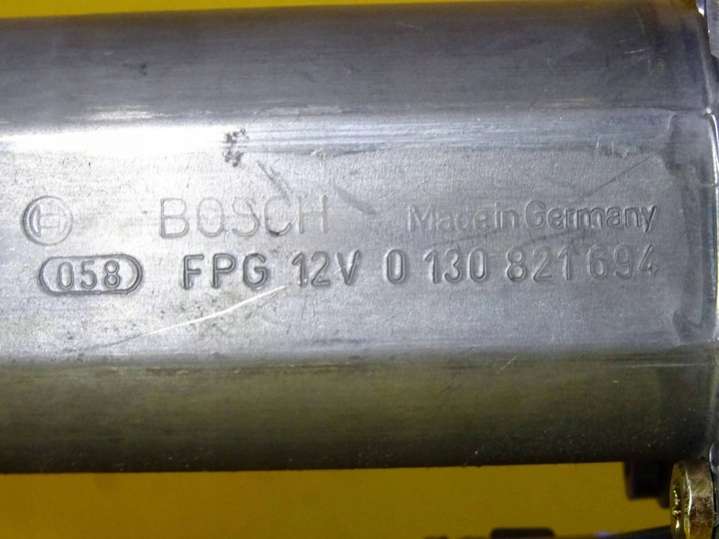 BOSCH Made in Germany
058 FPG 12V 0 130 821 694